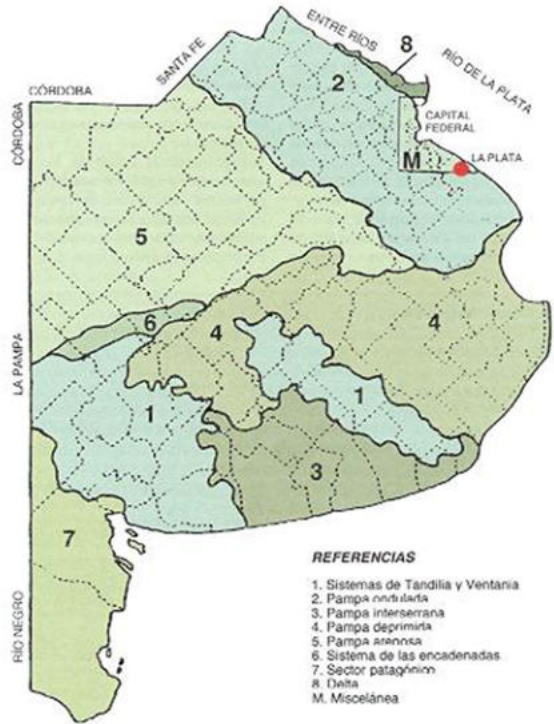 ENTRE RÍOS
8
SANTA FE
RÍO DE LA PLATA
2
CÓRDOBA
CAPITAL
FEDERAL
CÓRDOBA
M
LA PLATA
5
6
4
4
LA PAMPA
1
1
3
7
RÍO NEGRO
REFERENCIAS
1. Sistemas de Tandilia y Ventania
2. Pampa ondulada
3. Pampa interserrana
4. Pampa deprimida
5. Pampa arenosa
6. Sistema de las encadenadas
7. Sector patagónico
8. Delta
M. Miscelánea